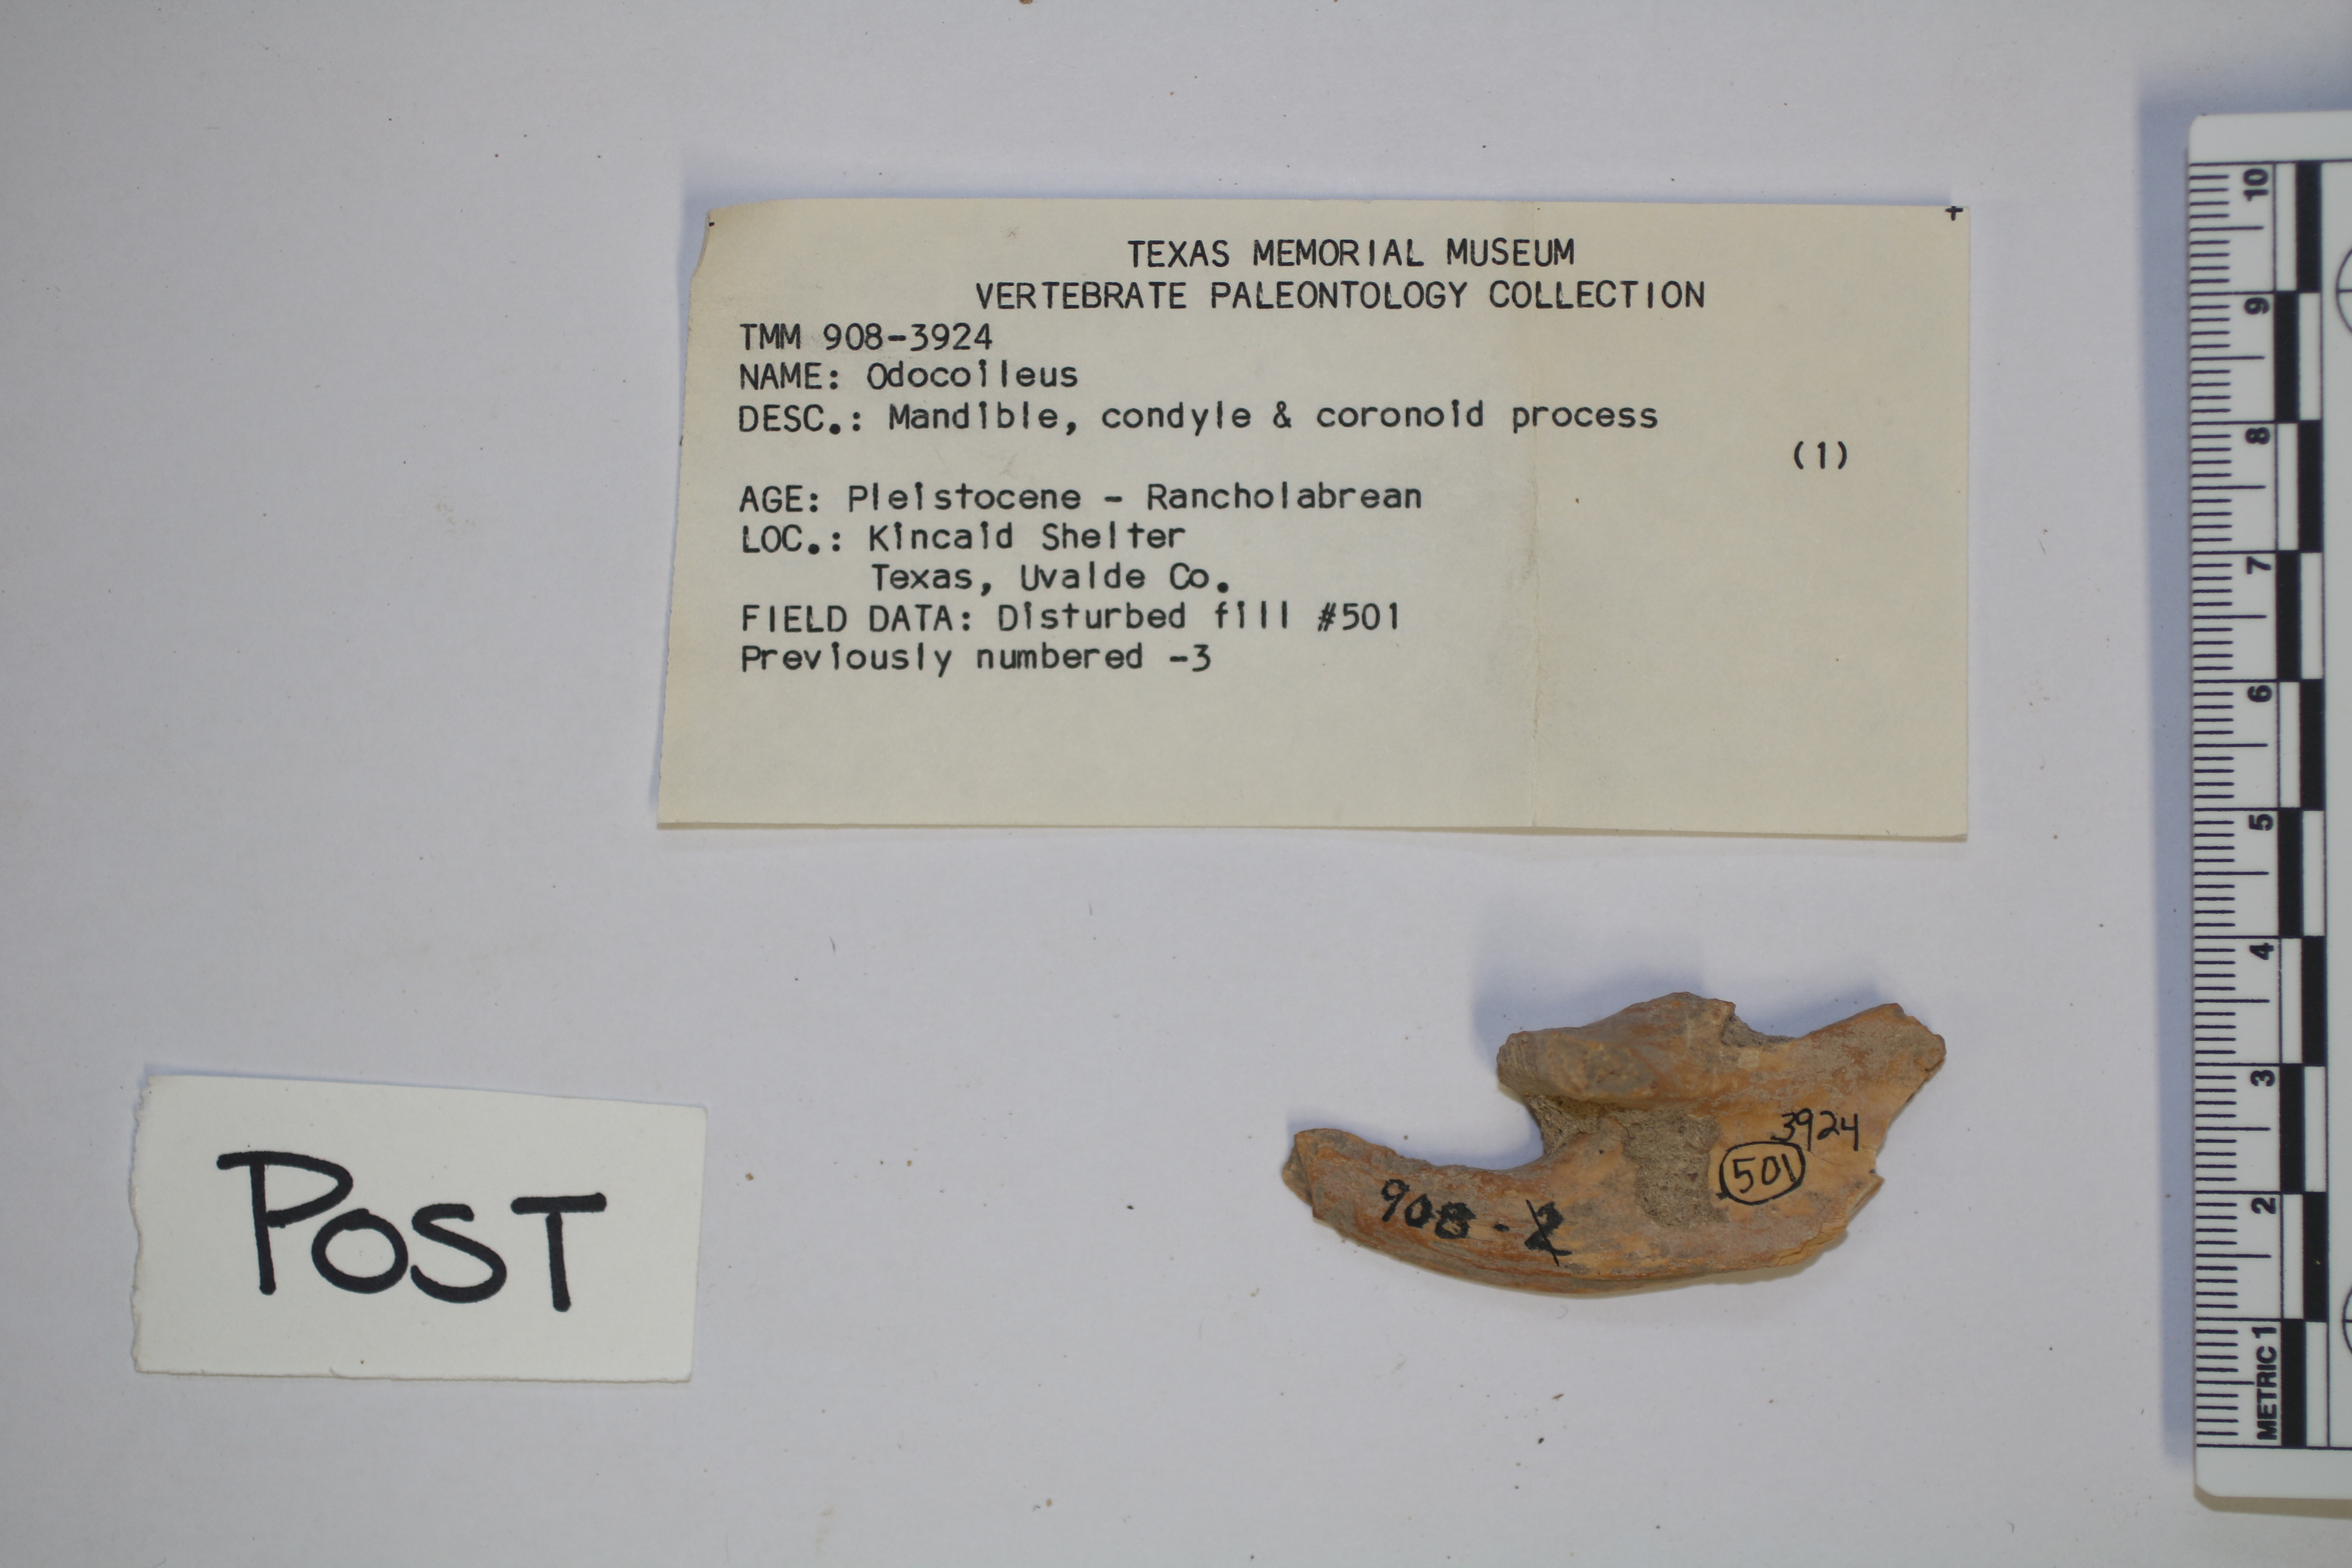 TEXAS MEMORIAL MUSEUM
VERTEBRATE PALEONTOLOGY COLLECTION
TMM 908-3924
NAME: Odocoileus
DESC.: Mandible, condyle & coronoid process
(1)
AGE: Pleistocene - Rancholabrean
LOC.: Kincaid Shelter
Texas, Uvalde Co.
FIELD DATA: Disturbed fill #501
Previously numbered -3
POST
3924
501
908-
10
9
8
7
6
5
4
3
2
METRIC 1